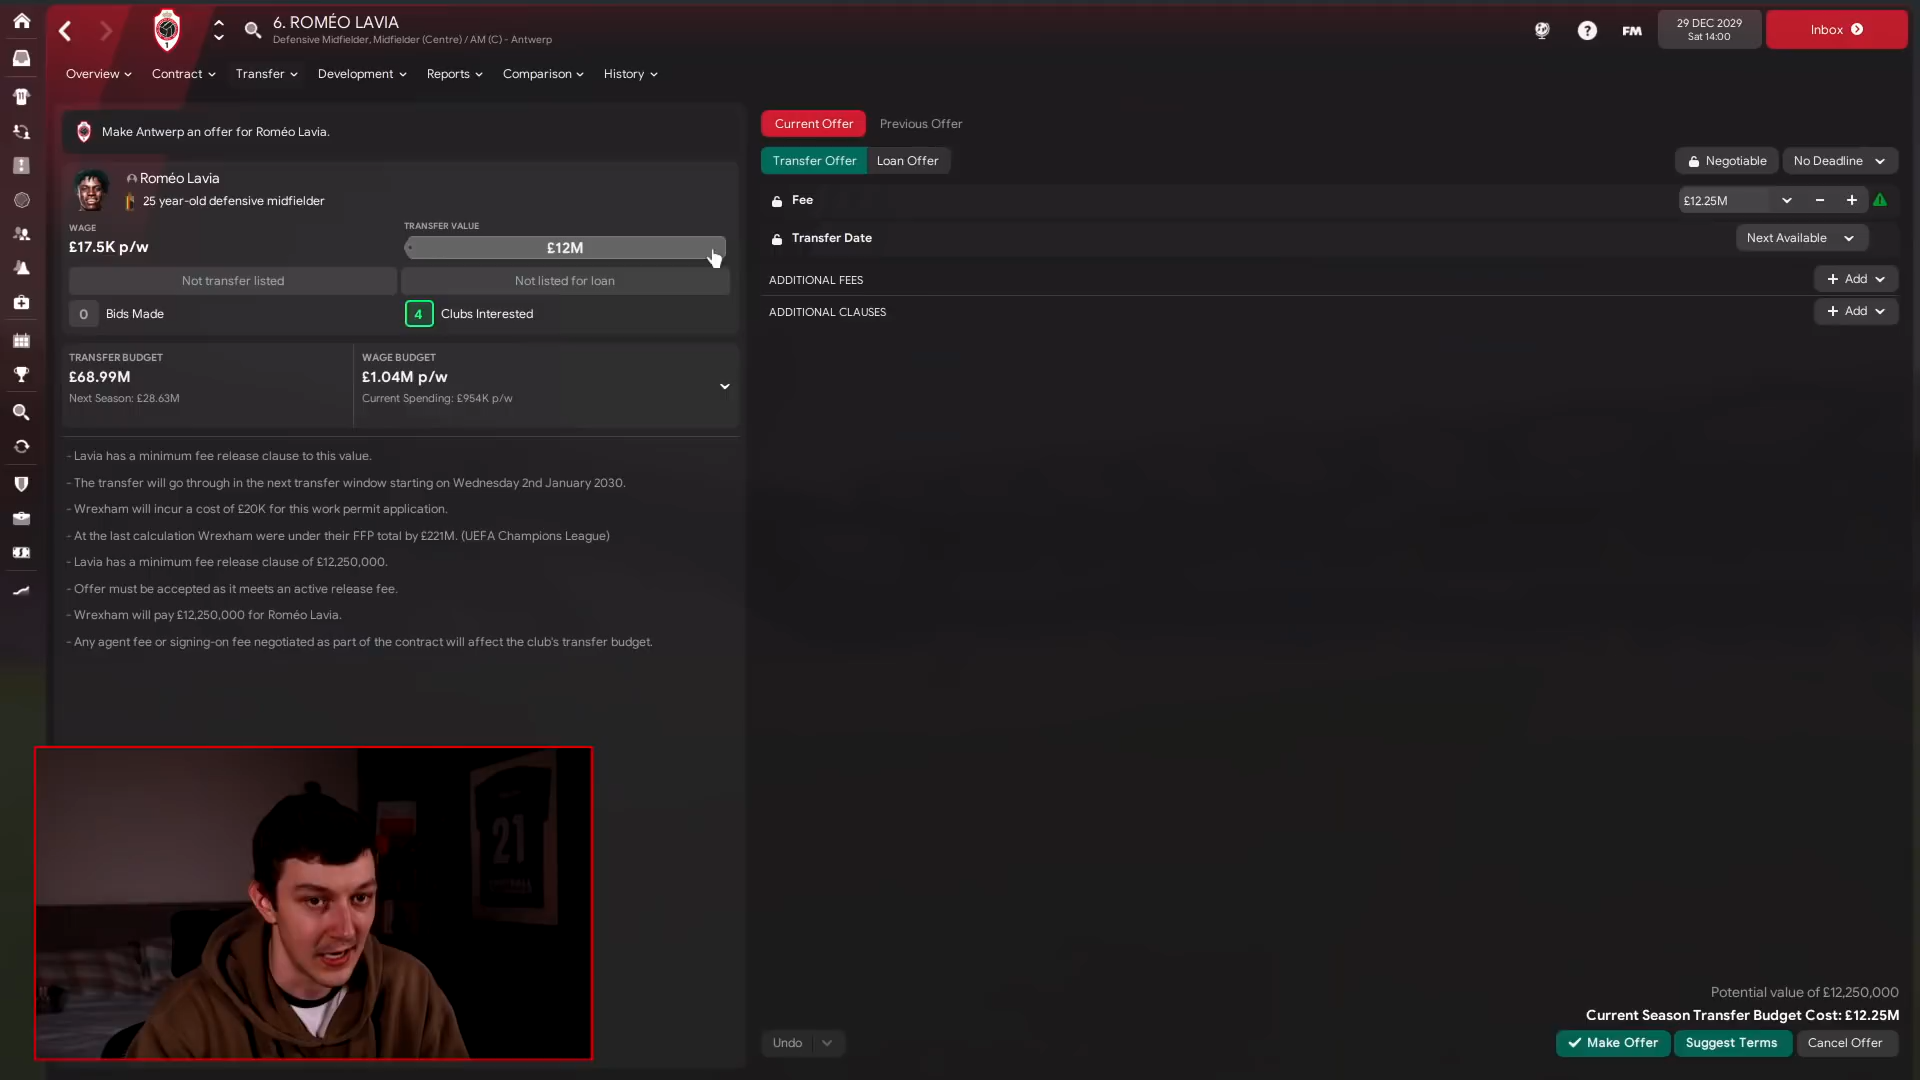 6. ROMÉO LAVIA
Defensive Midfielder, Midfielder (Centre) / AM (C) - Antwerp
FM
29 DEC 2029
Sat 14:00
Inbox
Overview
Contract
Transfer
Development
Reports
Comparison
History
Make Antwerp an offer for Roméo Lavia.
Roméo Lavia
25 year-old defensive midfielder
WAGE
£17.5K p/w
TRANSFER VALUE
£12M
Not transfer listed
Not listed for loan
0 Bids Made
4 Clubs Interested
TRANSFER BUDGET
£68.99M
Next Season: £28.63M
WAGE BUDGET
£1.04M p/w
Current Spending: £954K p/w
- Lavia has a minimum fee release clause to this value.
- The transfer will go through in the next transfer window starting on Wednesday 2nd January 2030.
- Wrexham will incur a cost of £20K for this work permit application.
- At the last calculation Wrexham were under their FFP total by £221M. (UEFA Champions League)
- Lavia has a minimum fee release clause of £12,250,000.
- Offer must be accepted as it meets an active release fee.
- Wrexham will pay £12,250,000 for Roméo Lavia.
- Any agent fee or signing-on fee negotiated as part of the contract will affect the club's transfer budget.
Current Offer
Previous Offer
Transfer Offer
Loan Offer
Negotiable
No Deadline
Fee
£12.25M
Transfer Date
Next Available
ADDITIONAL FEES
Add
ADDITIONAL CLAUSES
Add
21
Potential value of £12,250,000
Current Season Transfer Budget Cost: £12.25M
Undo
Make Offer
Suggest Terms
Cancel Offer